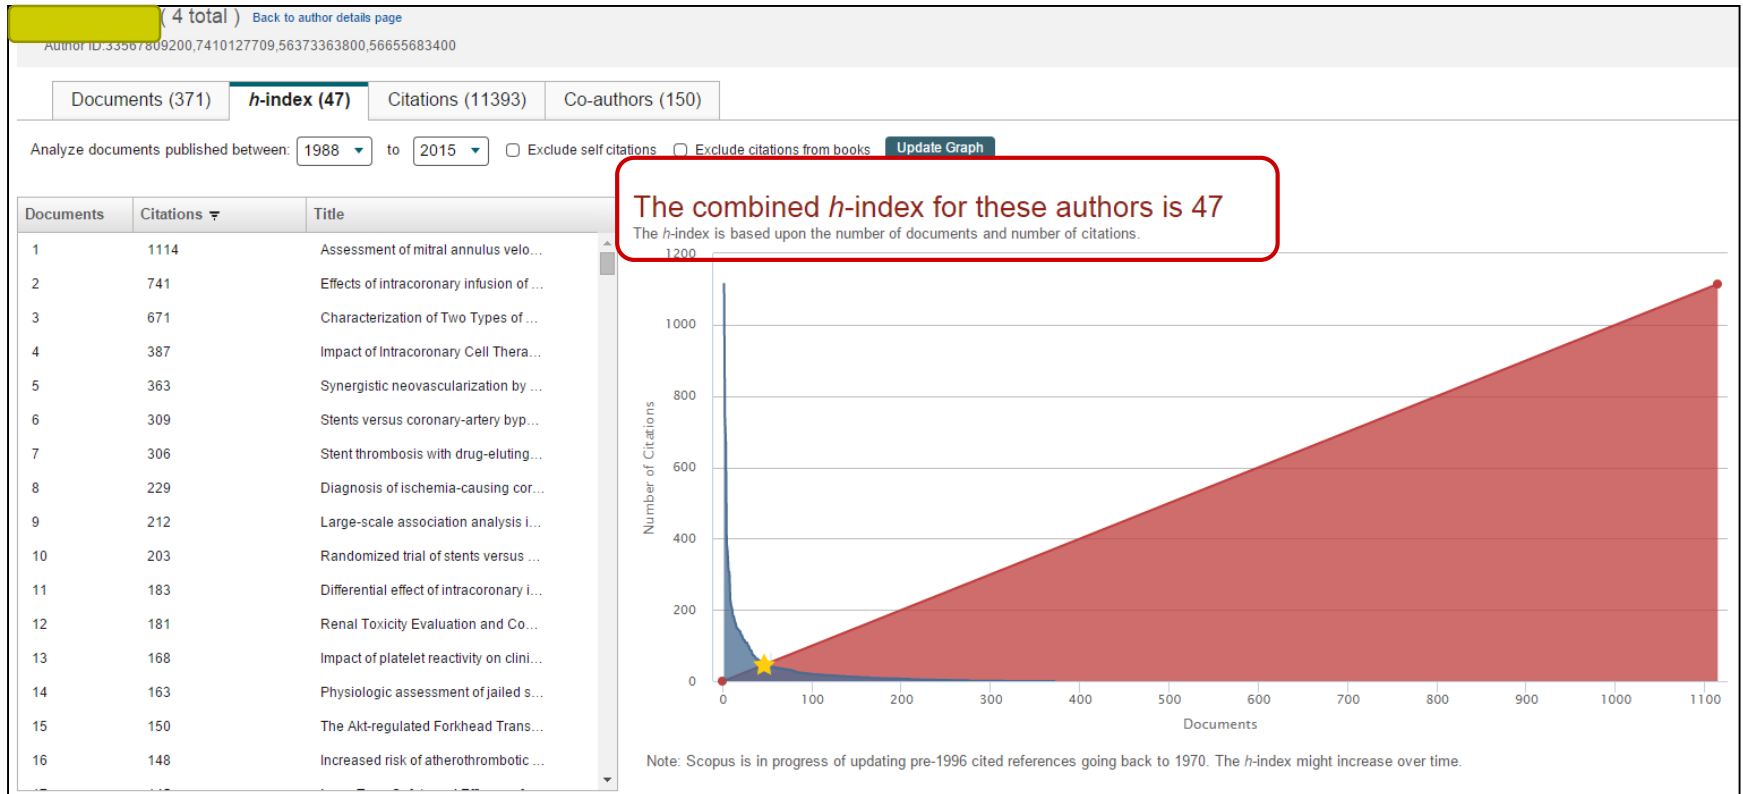 ( 4 total ) Back to author details page
Author ID:33567809200,7410127709,56373363800,56655683400
Documents (371) h-index (47) Citations (11393) Co-authors (150)
Analyze documents published between: 1988 to 2015 Exclude self citations Exclude citations from books Update Graph
Documents Citations Title
1 1114 Assessment of mitral annulus velo...
2 741 Effects of intracoronary infusion of ...
3 671 Characterization of Two Types of ...
4 387 Impact of Intracoronary Cell Thera...
5 363 Synergistic neovascularization by ...
6 309 Stents versus coronary-artery byp...
7 306 Stent thrombosis with drug-eluting...
8 229 Diagnosis of ischemia-causing cor...
9 212 Large-scale association analysis i...
10 203 Randomized trial of stents versus ...
11 183 Differential effect of intracoronary i...
12 181 Renal Toxicity Evaluation and Co...
13 168 Impact of platelet reactivity on clini...
14 163 Physiologic assessment of jailed s...
15 150 The Akt-regulated Forkhead Trans...
16 148 Increased risk of atherothrombotic ...
The combined h-index for these authors is 47
The h-index is based upon the number of documents and number of citations.
1200
1000
800
600
400
200
0
Number of Citations
0 100 200 300 400 500 600 700 800 900 1000 1100
Documents
Note: Scopus is in progress of updating pre-1996 cited references going back to 1970. The h-index might increase over time.